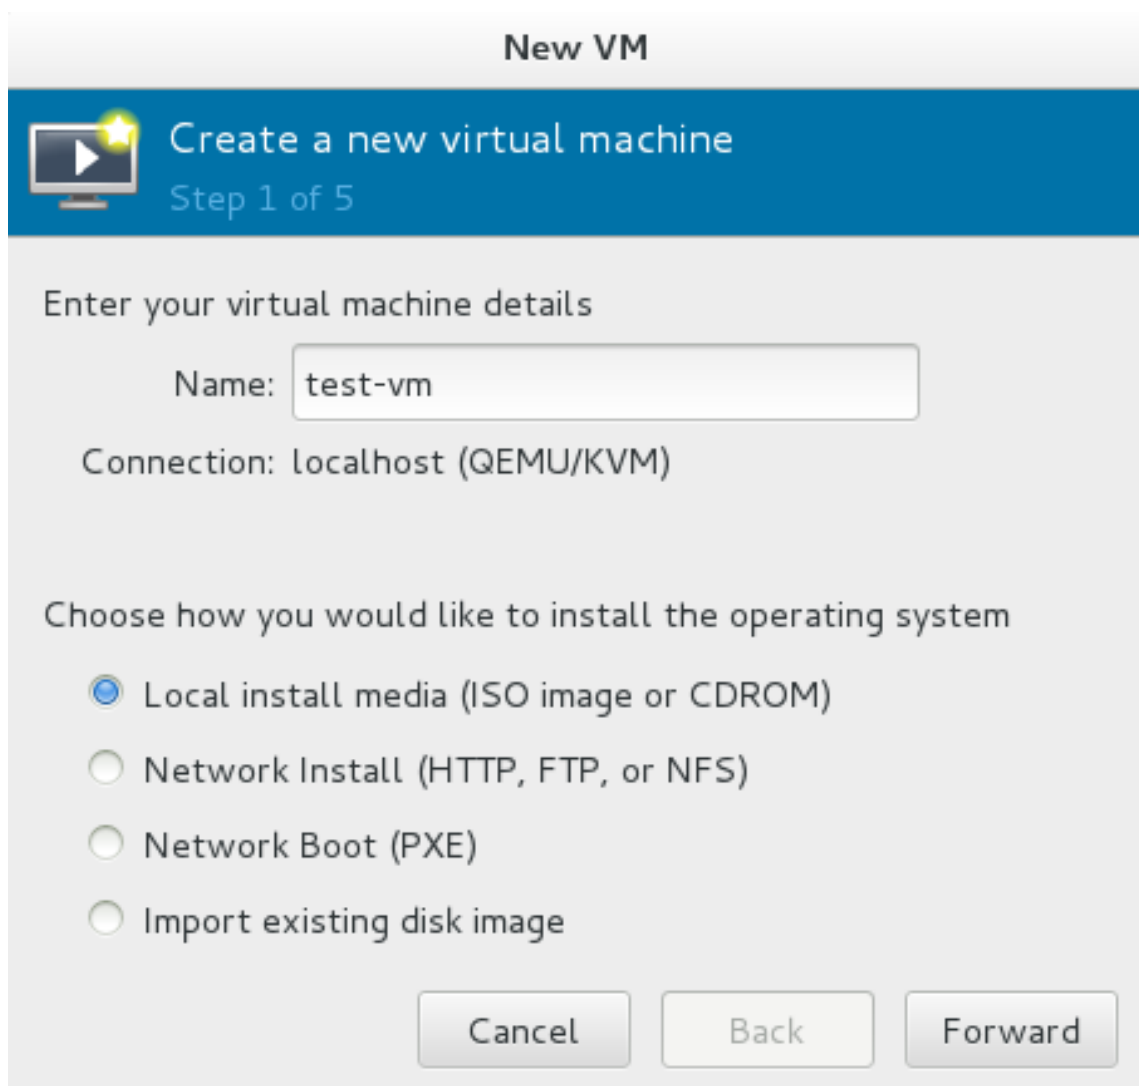 New VM
Create a new virtual machine
Step 1 of 5
Enter your virtual machine details
Name: test-vm
Connection: localhost (QEMU/KVM)
Choose how you would like to install the operating system
Local install media (ISO image or CDROM)
Network Install (HTTP, FTP, or NFS)
Network Boot (PXE)
Import existing disk image
Cancel Back Forward